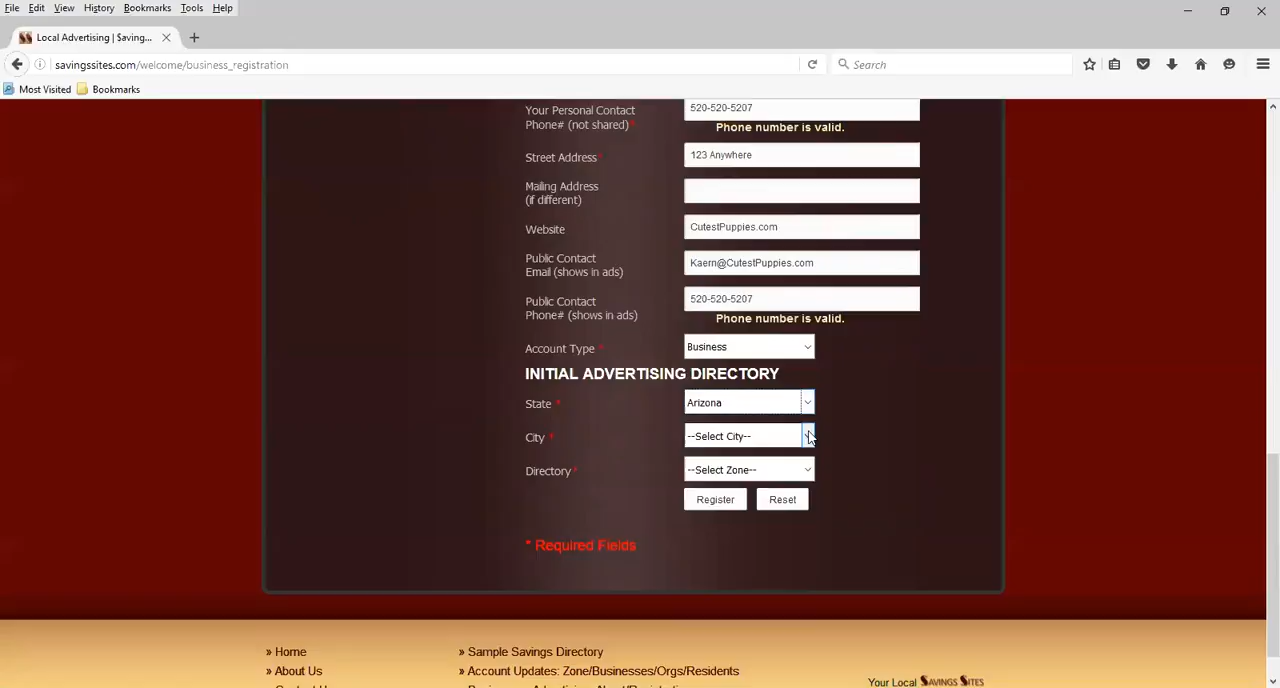 File Edit View History Bookmarks Tools Help
Local Advertising | Saving...
savingssites.com/welcome/business_registration
Search
Most Visited Bookmarks
Your Personal Contact
Phone# (not shared)*
520-520-5207
Phone number is valid.
Street Address*
123 Anywhere
Mailing Address
(if different)
Website
CutestPuppies.com
Public Contact
Email (shows in ads)
Kaern@CutestPuppies.com
Public Contact
Phone# (shows in ads)
520-520-5207
Phone number is valid.
Account Type *
Business
INITIAL ADVERTISING DIRECTORY
State *
Arizona
City *
--Select City--
Directory*
--Select Zone--
Register Reset
* Required Fields
» Home
» Sample Savings Directory
» About Us
» Account Updates: Zone/Businesses/Orgs/Residents
Your Local SAVINGS SITES